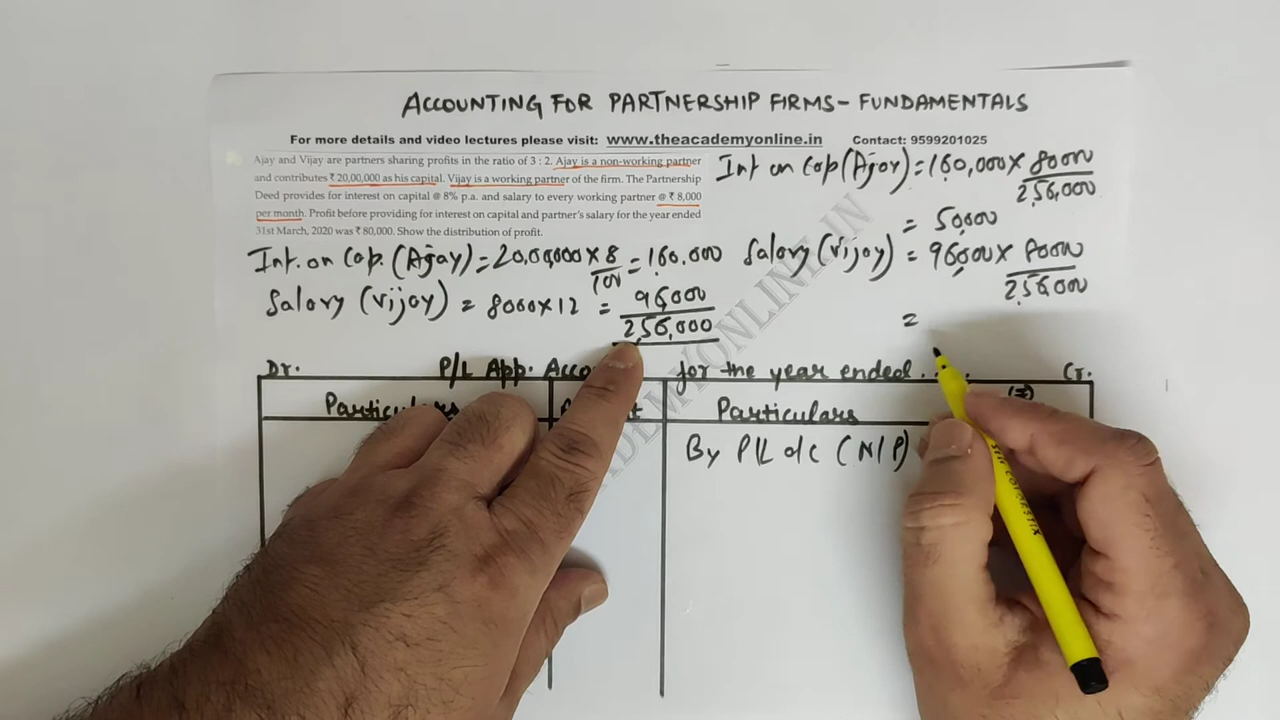 ACCOUNTING FOR PARTNERSHIP FIRMS - FUNDAMENTALS
For more details and video lectures please visit: www.theacademyonline.in Contact: 9599201025
Ajay and Vijay are partners sharing profits in the ratio of 3 : 2. Ajay is a non-working partner
and contributes ₹ 20,00,000 as his capital. Vijay is a working partner of the firm. The Partnership
Deed provides for interest on capital @ 8% p.a. and salary to every working partner @ ₹ 8,000
per month. Profit before providing for interest on capital and partner's salary for the year ended
31st March, 2020 was ₹ 80,000. Show the distribution of profit.
Int on Cap (Ajay) = 160,000 × 80000
256,000
= 50,000
Int. on Cap. (Ajay) = 20,00,000 × 8 = 160,000
100
Salary (Vijay) = 96000 × 80000
256000
Salary (Vijay) = 8000 × 12 = 96000
256,000
=
Dr. P/L App. for the year ended Cr.
Particulars Particulars (₹)
By P/L a/c (N/P)
ACADEMYONLINE.IN
STIC